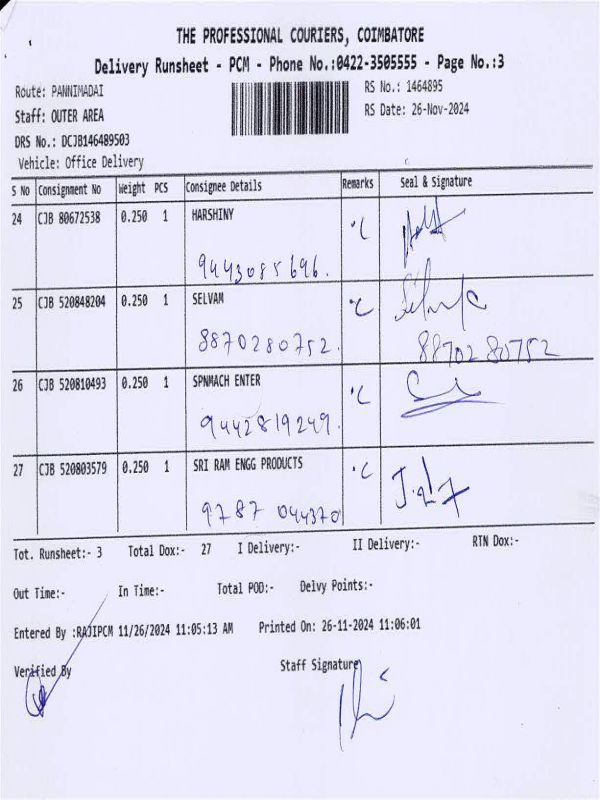 THE PROFESSIONAL COURIERS, COIMBATORE
Delivery Runsheet - PCM - Phone No.:0422-3505555 - Page No.:3
Route: PANNIMADAI
RS No.: 1464895
Staff: OUTER AREA
RS Date: 26-Nov-2024
DRS No.: DCJB146489503
Vehicle: Office Delivery
S No Consignment No Weight PCS Consignee Details Remarks Seal & Signature
24 CJB 80672538 0.250 1 HARSHINY
9443085696.
25 CJB 520848204 0.250 1 SELVAM
8870280752. 8870280752
26 CJB 520810493 0.250 1 SPNMACH ENTER
9442819249.
27 CJB 520803579 0.250 1 SRI RAM ENGG PRODUCTS
9787 044370
Tot. Runsheet:- 3 Total Dox:- 27 I Delivery:- II Delivery:- RTN Dox:-
Out Time:- In Time:- Total POD:- Delvy Points:-
Entered By :RAJIPCM 11/26/2024 11:05:13 AM Printed On: 26-11-2024 11:06:01
Verified By Staff Signature